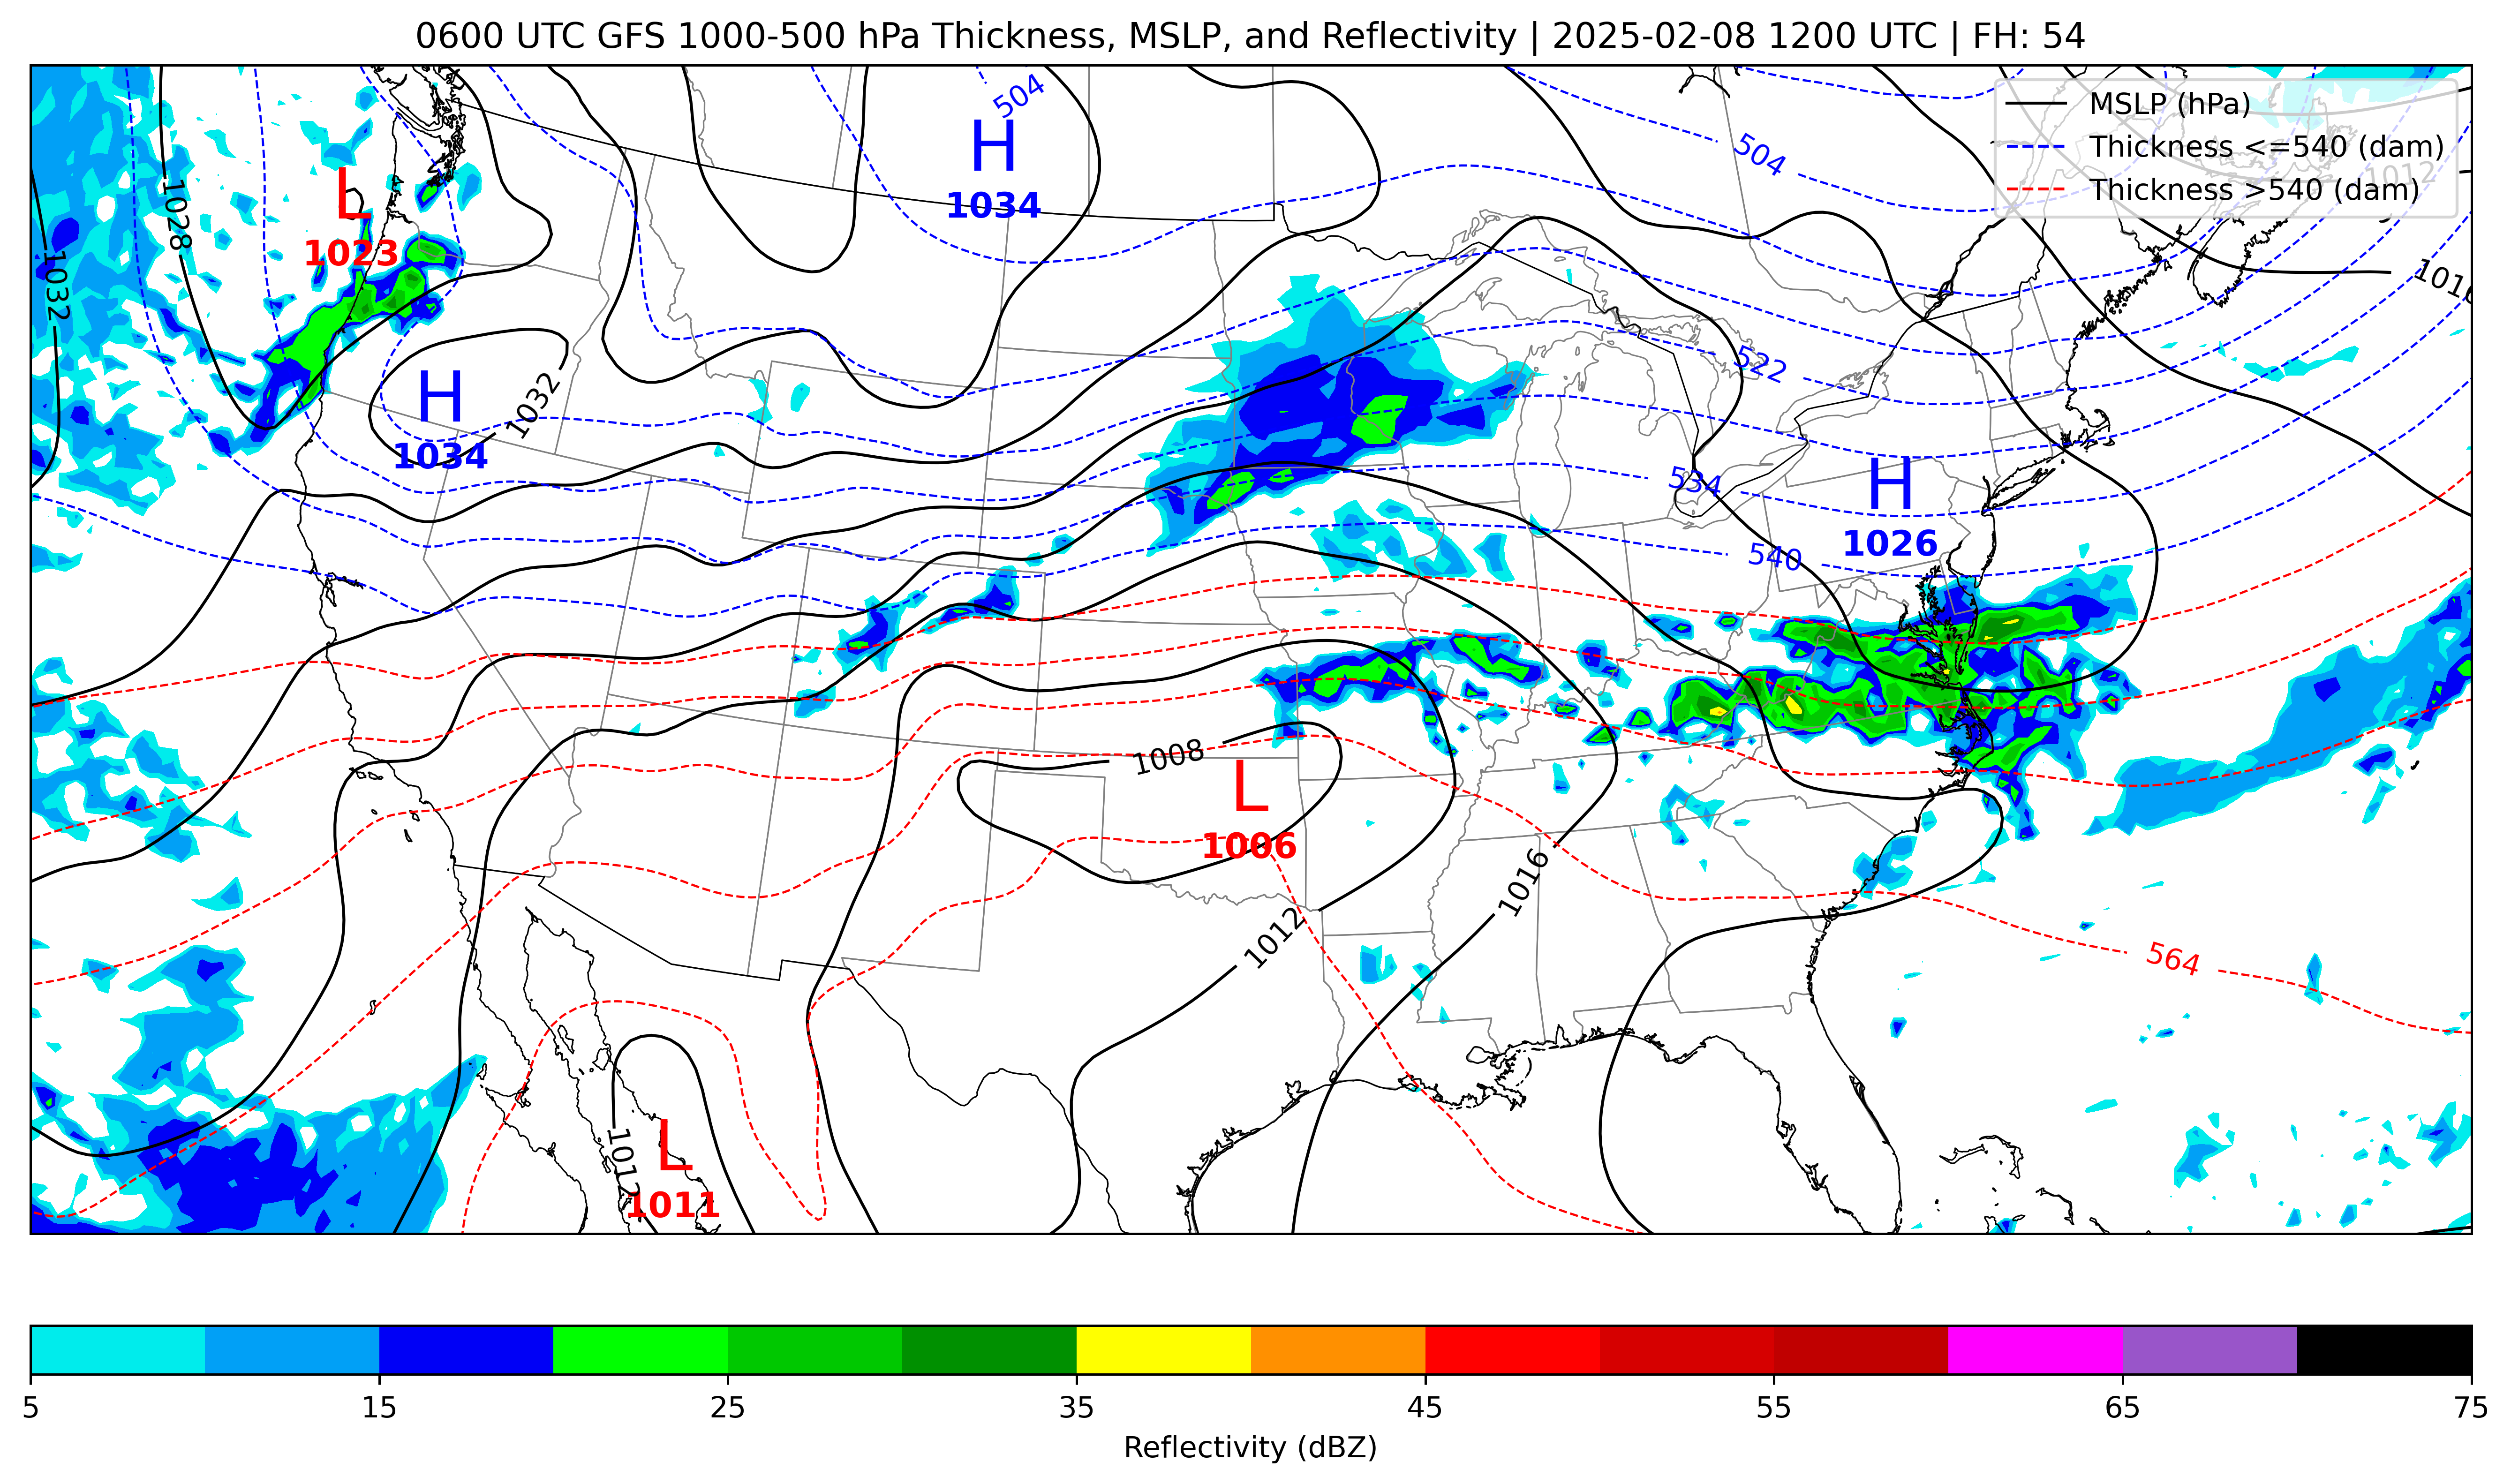 0600 UTC GFS 1000-500 hPa Thickness, MSLP, and Reflectivity | 2025-02-08 1200 UTC | FH: 54
MSLP (hPa)
Thickness <=540 (dam)
Thickness >540 (dam)
504
H
1034
504
1012
L
1023
1028
1032
1016
H
1034
1032
522
534
H
1026
540
1008
L
1006
1016
1012
564
1012
L
1011
5 15 25 35 45 55 65 75
Reflectivity (dBZ)